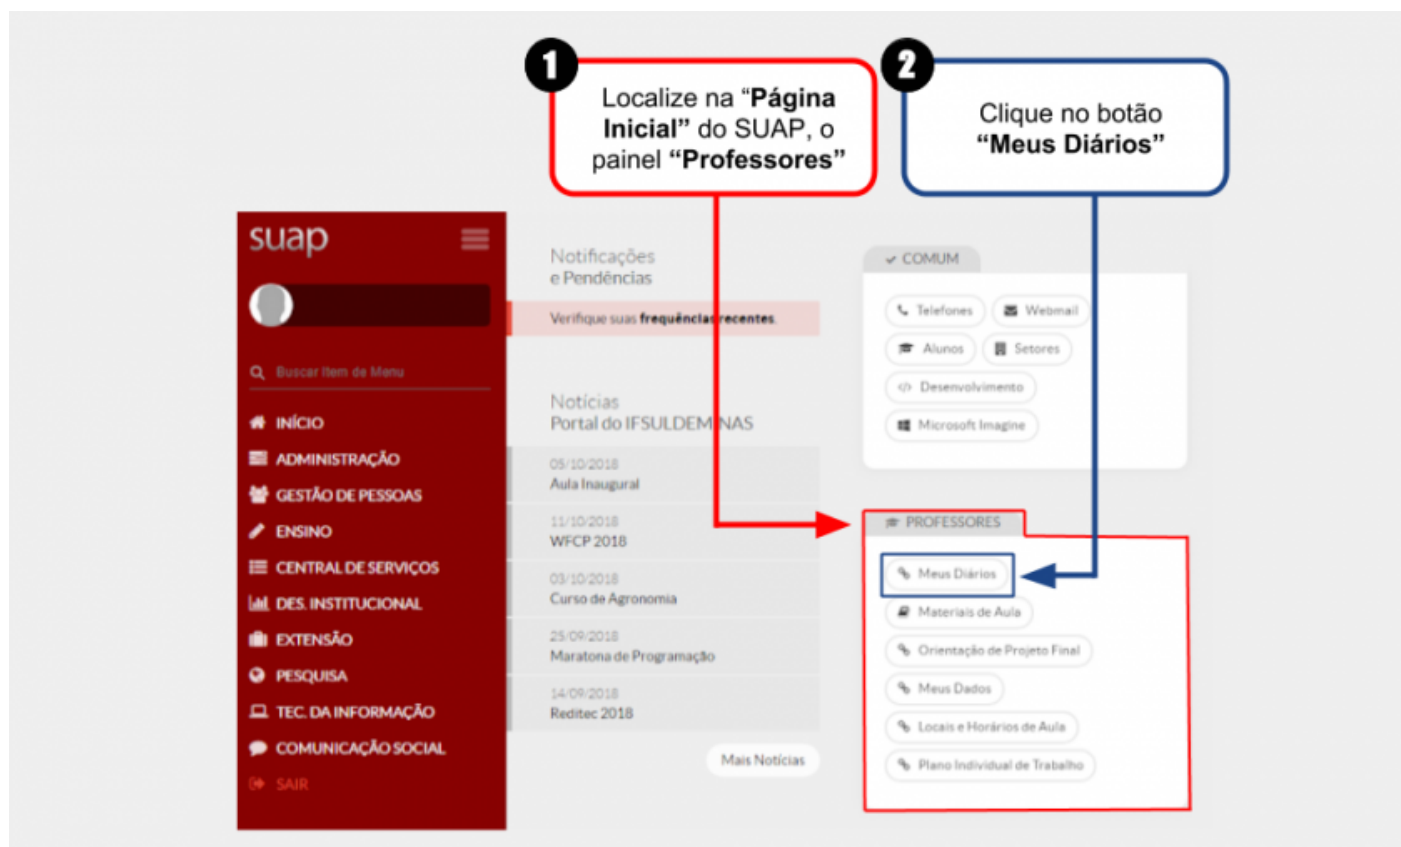 1
Localize na “Página
Inicial” do SUAP, o
painel “Professores”
2
Clique no botão
“Meus Diários”
suap
Buscar Item de Menu
INÍCIO
ADMINISTRAÇÃO
GESTÃO DE PESSOAS
ENSINO
CENTRAL DE SERVIÇOS
DES. INSTITUCIONAL
EXTENSÃO
PESQUISA
TEC. DA INFORMAÇÃO
COMUNICAÇÃO SOCIAL
SAIR
Notificações
e Pendências
Verifique suas frequências recentes.
Notícias
Portal do IFSULDEMINAS
05/10/2018
Aula Inaugural
11/10/2018
WFCP 2018
03/10/2018
Curso de Agronomia
25/09/2018
Maratona de Programação
14/09/2018
Reditec 2018
Mais Notícias
COMUM
Telefones
Webmail
Alunos
Setores
Desenvolvimento
Microsoft Imagine
PROFESSORES
Meus Diários
Materiais de Aula
Orientação de Projeto Final
Meus Dados
Locais e Horários de Aula
Plano Individual de Trabalho